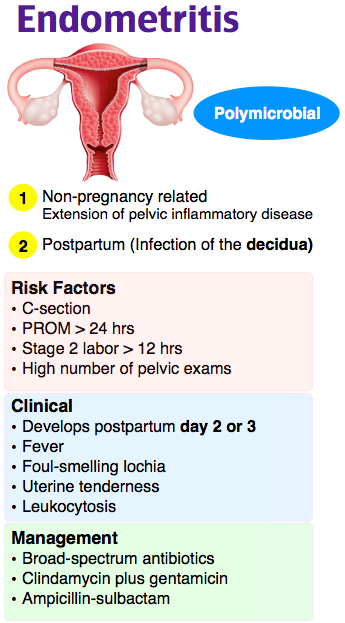 Endometritis
Polymicrobial
1 Non-pregnancy related
Extension of pelvic inflammatory disease
2 Postpartum (Infection of the decidua)
Risk Factors
• C-section
• PROM > 24 hrs
• Stage 2 labor > 12 hrs
• High number of pelvic exams
Clinical
• Develops postpartum day 2 or 3
• Fever
• Foul-smelling lochia
• Uterine tenderness
• Leukocytosis
Management
• Broad-spectrum antibiotics
• Clindamycin plus gentamicin
• Ampicillin-sulbactam